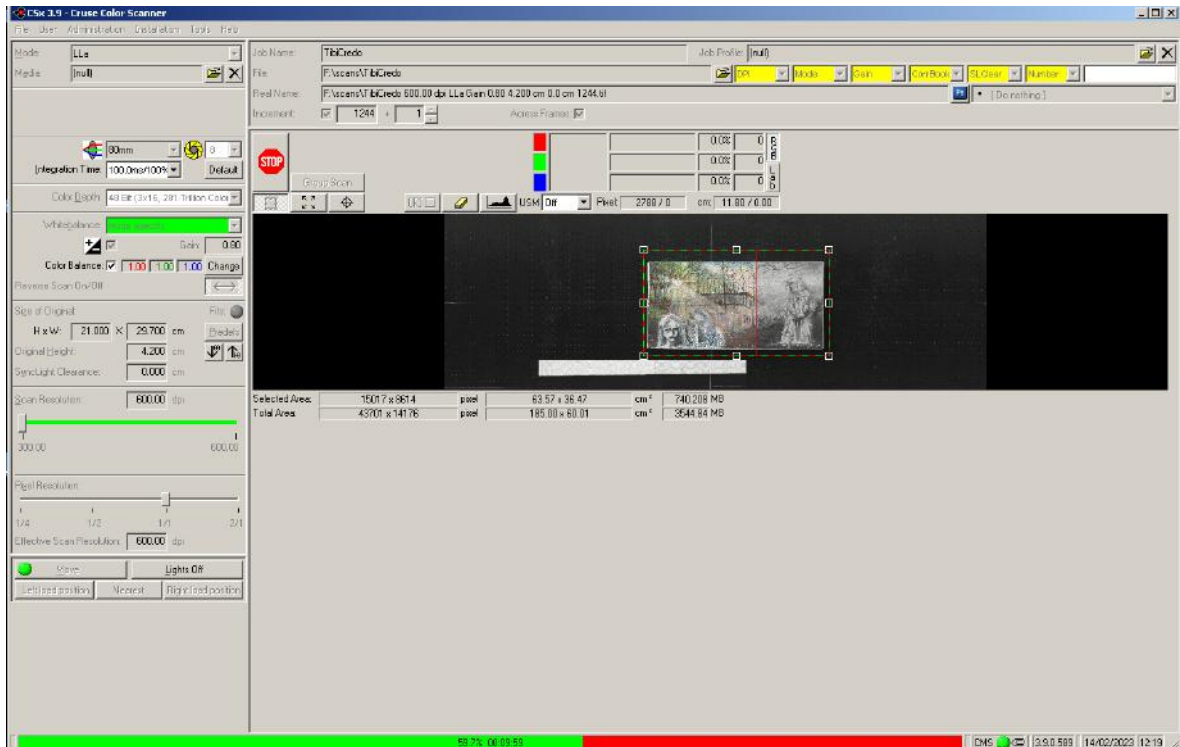 CSx 3.9 - Cruse Color Scanner
File User Administration Installation Tools Help
Mode: LLa
Media: (null)
Job Name: TibiCredo Job Profile: (null)
File: F:\scans\TibiCredo DPI Mode Gain CorrBook SLClear Number
Real Name: F:\scans\TibiCredo 600.00 dpi LLa Gain 0.80 4.200 cm 0.0 cm 1244.tif Ps • [ Do nothing ]
Increment: 1244 + 1 Across Frames:
80mm 8
Integration Time: 100.0ms/100% Default
Color Depth: 48 Bit (3x16, 281 Trillion Color
Whitebalance:
Gain: 0.80
Color Balance: 1.00 1.00 1.00 Change
Reverse Scan On/Off
Size of Original: Fits:
H x W: 21.000 X 29.700 cm Predefs
Original Height: 4.200 cm
SyncLight Clearance: 0.000 cm
Scan Resolution: 600.00 dpi
300.00 600.00
Pixel Resolution:
1/4 1/2 1/1 2/1
Effective Scan Resolution: 600.00 dpi
Move Lights Off
Left load position Nearest Right load position
STOP
Group Scan
0.0% 0
0.0% 0
0.0% 0
RGB
Lab
USM Off Pixel: 2788 / 0 cm: 11.80 / 0.00
Selected Area: 15017 x 8614 pixel 63.57 x 36.47 cm² 740.208 MB
Total Area: 43701 x 14176 pixel 185.00 x 60.01 cm² 3544.84 MB
59.7% 00:09:59
CMS 3.9.0.589 14/02/2023 12:19